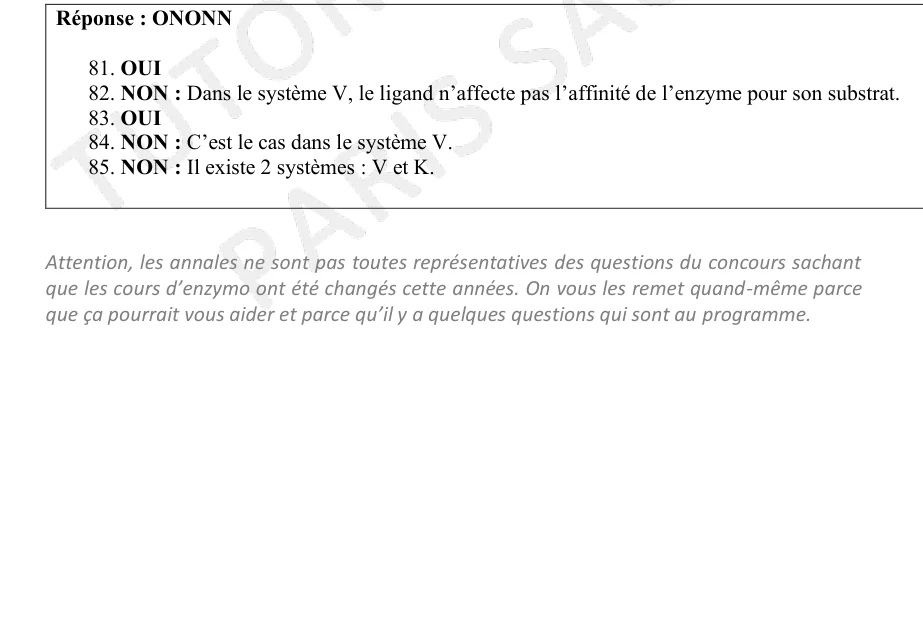 Réponse : ONONN
81. OUI
82. NON : Dans le système V, le ligand n’affecte pas l’affinité de l’enzyme pour son substrat.
83. OUI
84. NON : C’est le cas dans le système V.
85. NON : Il existe 2 systèmes : V et K.
Attention, les annales ne sont pas toutes représentatives des questions du concours sachant
que les cours d’enzymo ont été changés cette années. On vous les remet quand-même parce
que ça pourrait vous aider et parce qu’il y a quelques questions qui sont au programme.